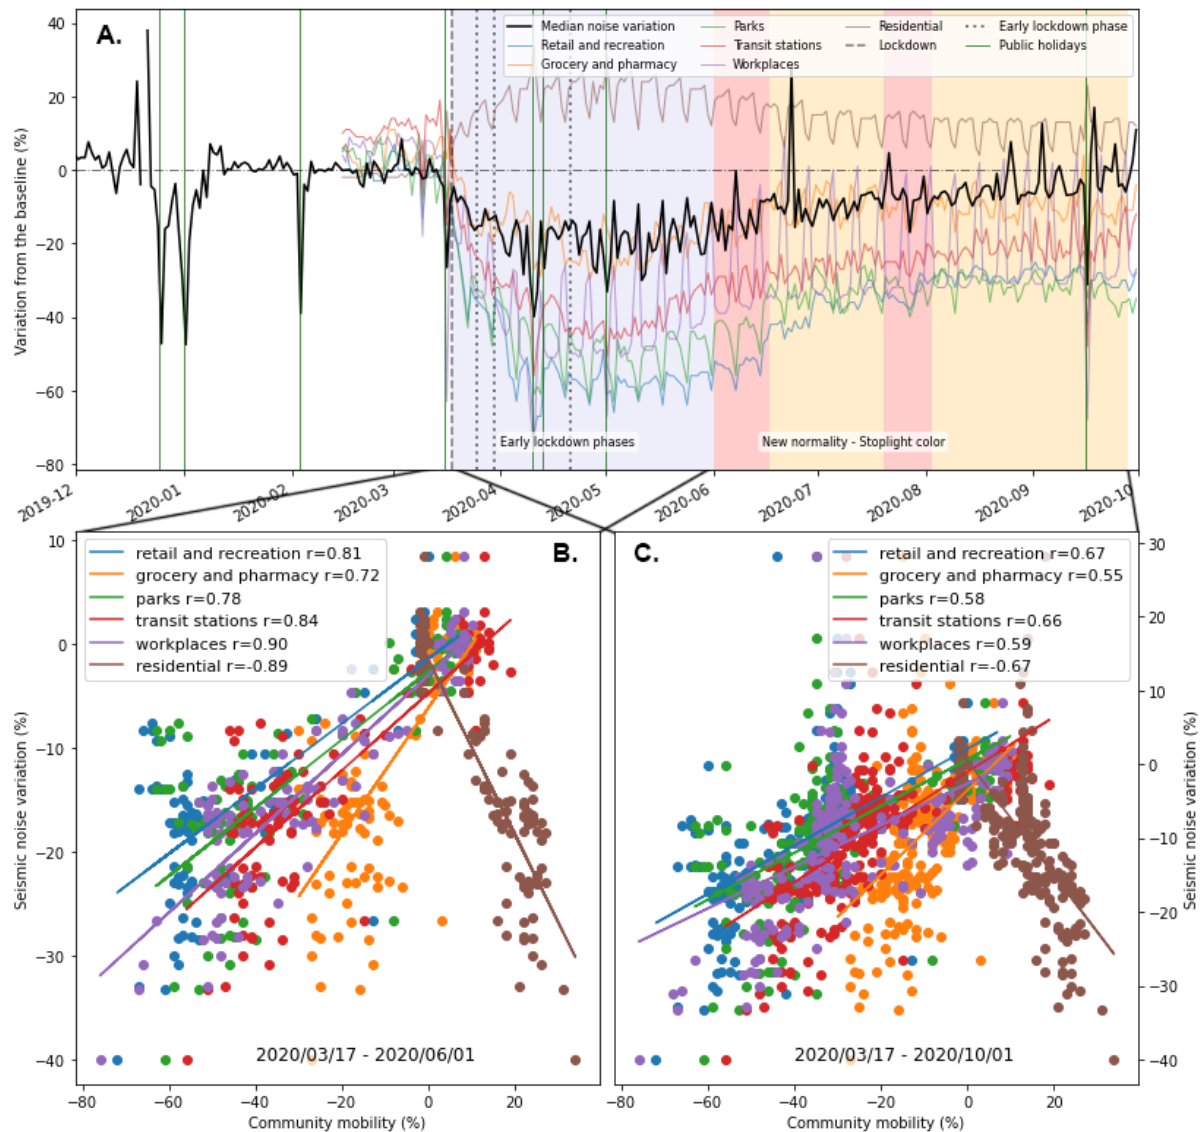 A.
Median noise variation
Retail and recreation
Grocery and pharmacy
Parks
Transit stations
Workplaces
Residential
Lockdown
Early lockdown phase
Public holidays
Variation from the baseline (%)
40
20
0
−20
−40
−60
−80
Early lockdown phases
New normality - Stoplight color
2019-12
2020-01
2020-02
2020-03
2020-04
2020-05
2020-06
2020-07
2020-08
2020-09
2020-10
B.
retail and recreation r=0.81
grocery and pharmacy r=0.72
parks r=0.78
transit stations r=0.84
workplaces r=0.90
residential r=-0.89
Seismic noise variation (%)
10
0
−10
−20
−30
−40
2020/03/17 - 2020/06/01
−80
−60
−40
−20
0
20
Community mobility (%)
C.
retail and recreation r=0.67
grocery and pharmacy r=0.55
parks r=0.58
transit stations r=0.66
workplaces r=0.59
residential r=-0.67
30
20
10
0
−10
−20
−30
−40
Seismic noise variation (%)
2020/03/17 - 2020/10/01
−80
−60
−40
−20
0
20
Community mobility (%)